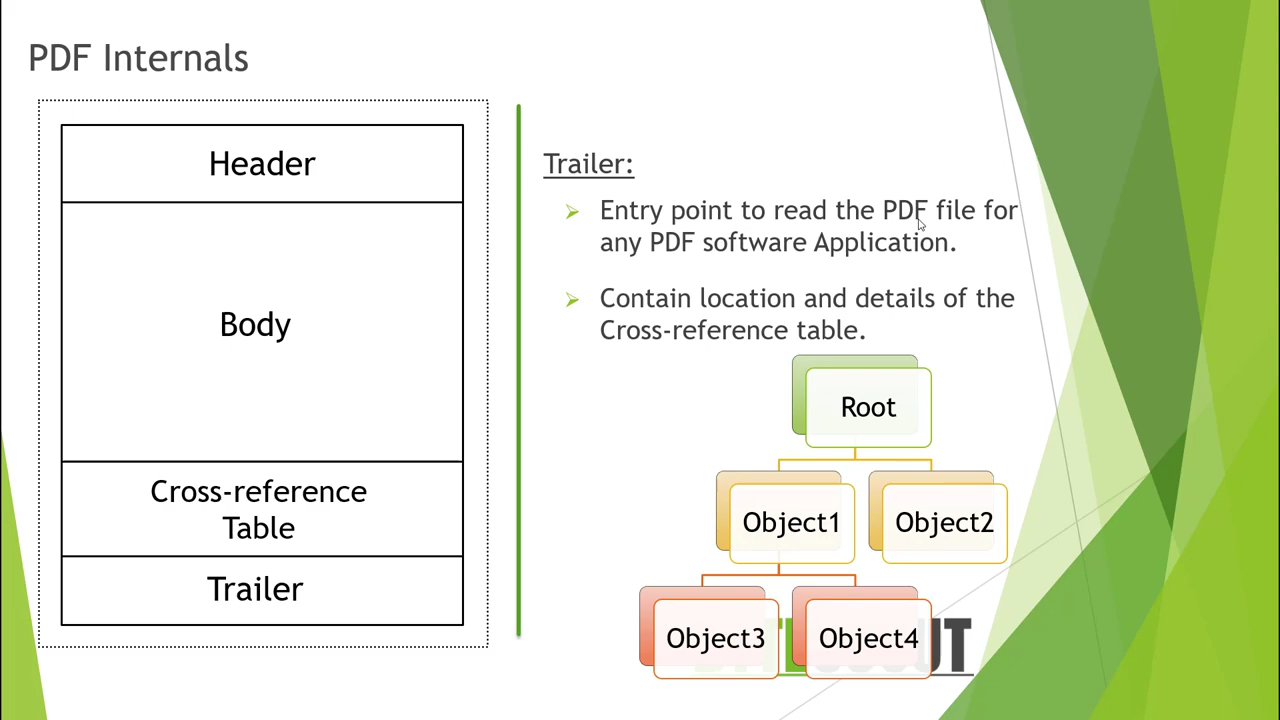 PDF Internals
Header
Body
Cross-reference
Table
Trailer
Trailer:
Entry point to read the PDF file for
any PDF software Application.
Contain location and details of the
Cross-reference table.
Root
Object1
Object2
Object3
Object4